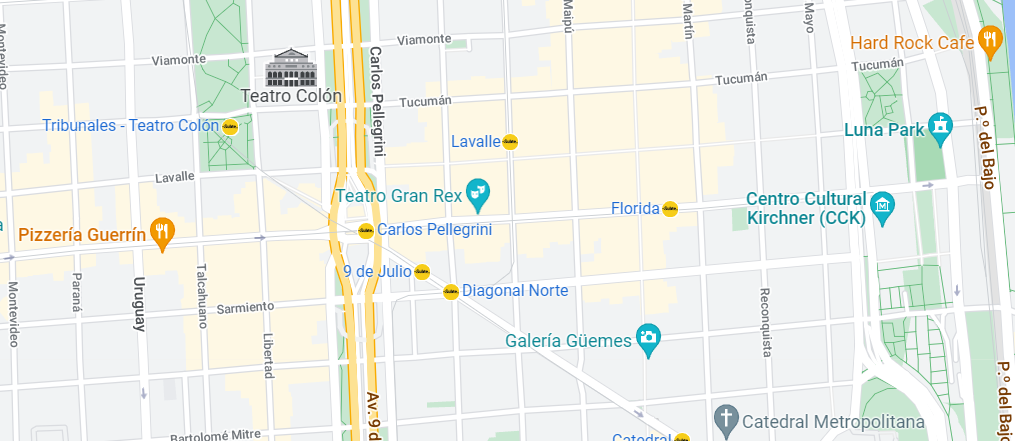 Montevideo
Viamonte
Carlos Pellegrini
Viamonte
Maipú
Martín
Reconquista
Mayo
Hard Rock Cafe
Teatro Colón
Tucumán
Tucumán
Tucumán
P.º del Bajo
Tribunales - Teatro Colón
Lavalle
Luna Park
Lavalle
Teatro Gran Rex
Florida
Centro Cultural
Kirchner (CCK)
Pizzería Guerrín
Carlos Pellegrini
9 de Julio
Diagonal Norte
Montevideo
Paraná
Uruguay
Talcahuano
Sarmiento
Libertad
Reconquista
Galería Güemes
P.º del Bajo
Av. 9 d
Bartolomé Mitre
Catedral
Catedral Metropolitana